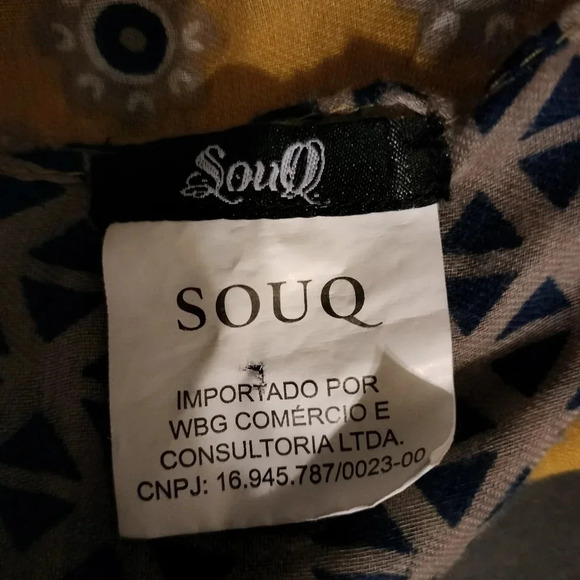 SouQ
SOUQ
IMPORTADO POR
WBG COMÉRCIO E
CONSULTORIA LTDA.
CNPJ: 16.945.787/0023-00